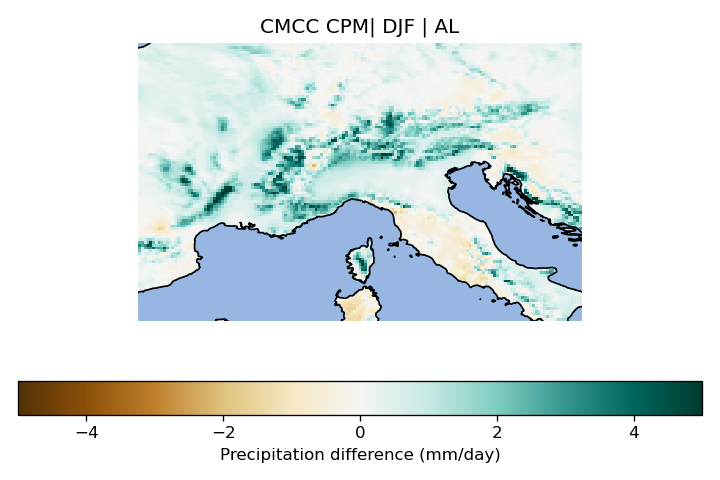 CMCC CPM| DJF | AL
−4 −2 0 2 4
Precipitation difference (mm/day)